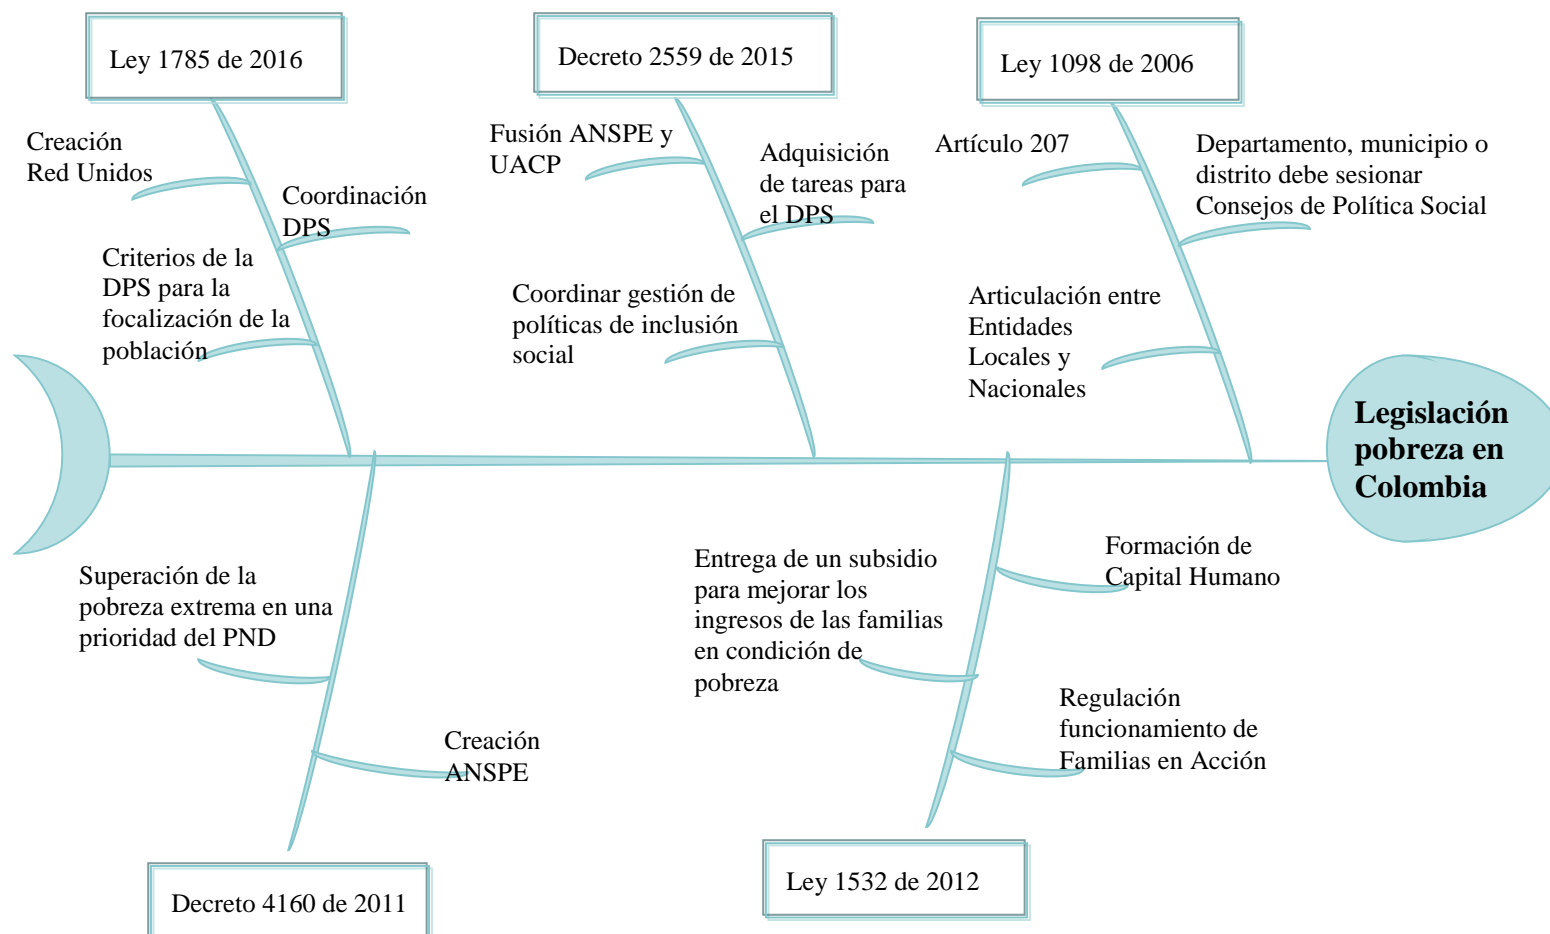 Ley 1785 de 2016
Creación
Red Unidos
Coordinación
DPS
Criterios de la
DPS para la
focalización de la
población
Decreto 2559 de 2015
Fusión ANSPE y
UACP
Adquisición
de tareas para
el DPS
Coordinar gestión de
políticas de inclusión
social
Ley 1098 de 2006
Artículo 207
Departamento, municipio o
distrito debe sesionar
Consejos de Política Social
Articulación entre
Entidades
Locales y
Nacionales
Legislación
pobreza en
Colombia
Superación de la
pobreza extrema en una
prioridad del PND
Creación
ANSPE
Decreto 4160 de 2011
Entrega de un subsidio
para mejorar los
ingresos de las familias
en condición de
pobreza
Formación de
Capital Humano
Regulación
funcionamiento de
Familias en Acción
Ley 1532 de 2012